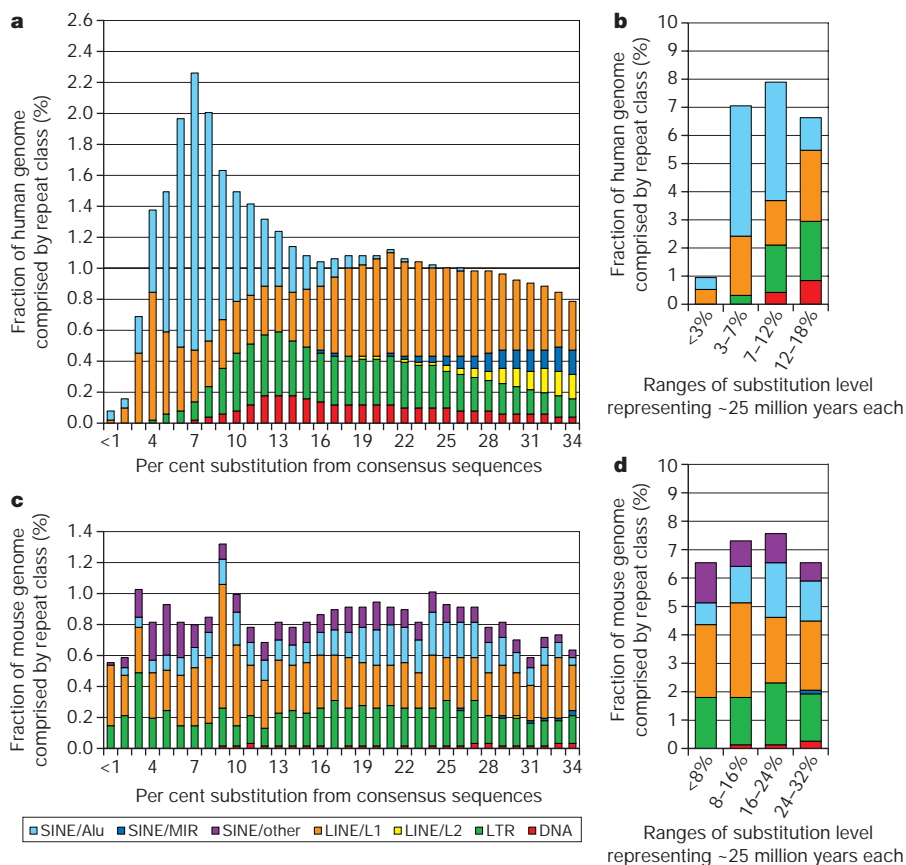 a
Fraction of human genome
comprised by repeat class (%)
2.6
2.4
2.2
2.0
1.8
1.6
1.4
1.2
1.0
0.8
0.6
0.4
0.2
0.0
<1 4 7 10 13 16 19 22 25 28 31 34
Per cent substitution from consensus sequences
b
Fraction of human genome
comprised by repeat class (%)
10
9
8
7
6
5
4
3
2
1
0
<3% 3–7% 7–12% 12–18%
Ranges of substitution level
representing ~25 million years each
c
Fraction of mouse genome
comprised by repeat class (%)
1.4
1.2
1.0
0.8
0.6
0.4
0.2
0.0
<1 4 7 10 13 16 19 22 25 28 31 34
Per cent substitution from consensus sequences
d
Fraction of mouse genome
comprised by repeat class (%)
10
9
8
7
6
5
4
3
2
1
0
<8% 8–16% 16–24% 24–32%
Ranges of substitution level
representing ~25 million years each
SINE/Alu SINE/MIR SINE/other LINE/L1 LINE/L2 LTR DNA